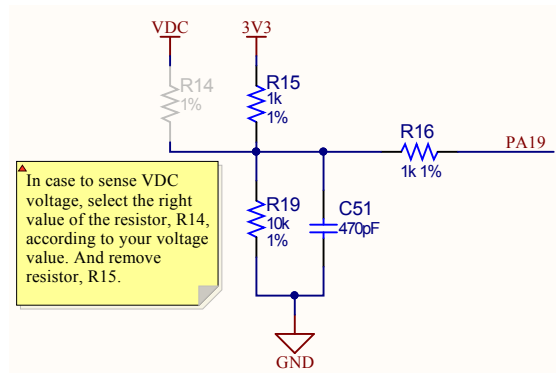 VDC
3V3
R14
1%
R15
1k
1%
R16
1k 1%
PA19
In case to sense VDC
voltage, select the right
value of the resistor, R14,
according to your voltage
value. And remove
resistor, R15.
R19
10k
1%
C51
470pF
GND